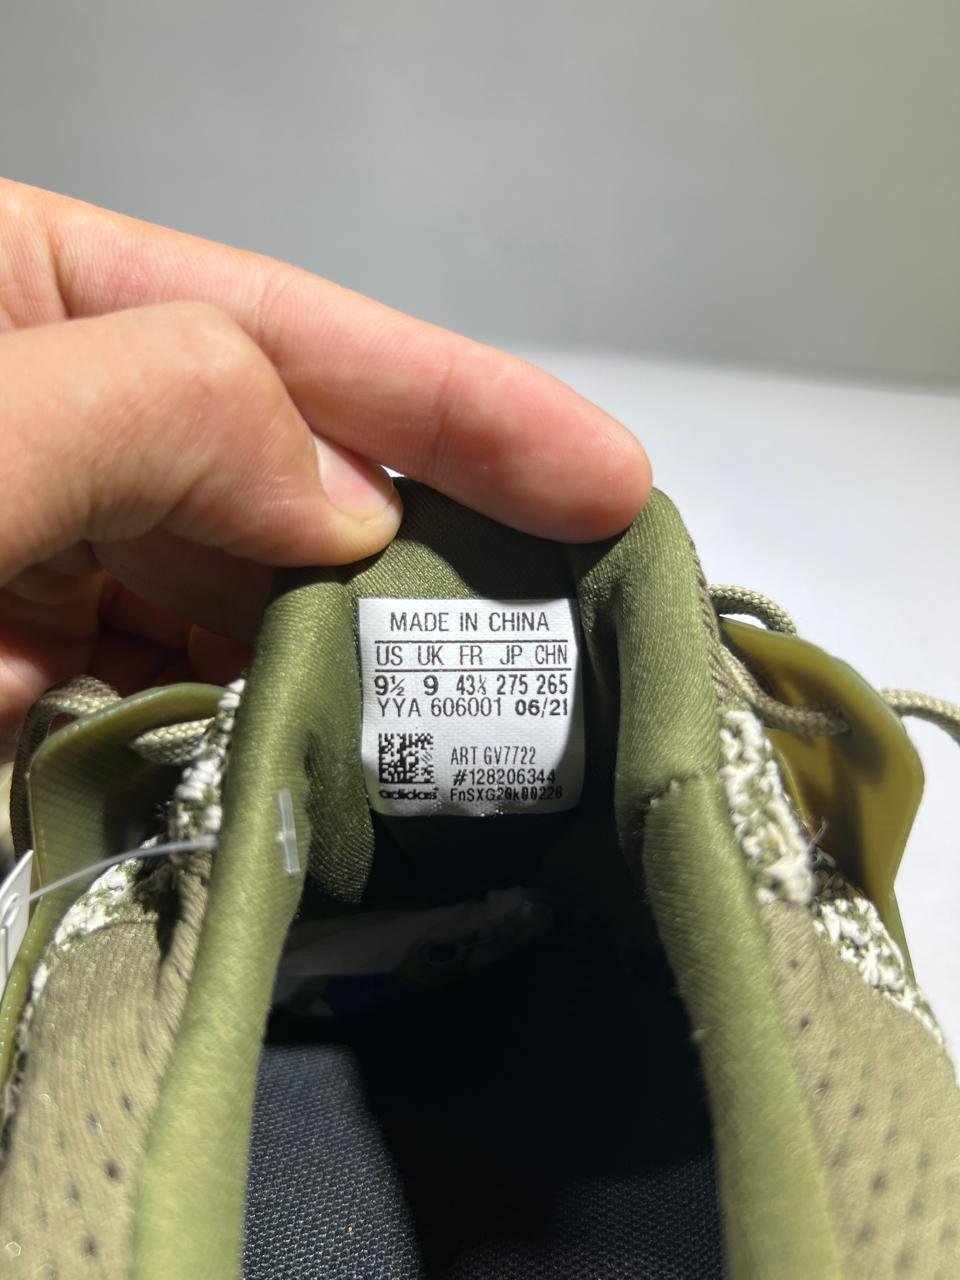 MADE IN CHINA
US UK FR JP CHN
9½ 9 43⅓ 275 265
YYA 606001 06/21
ART GV7722
#128206344
adidas FnSXG20k00228